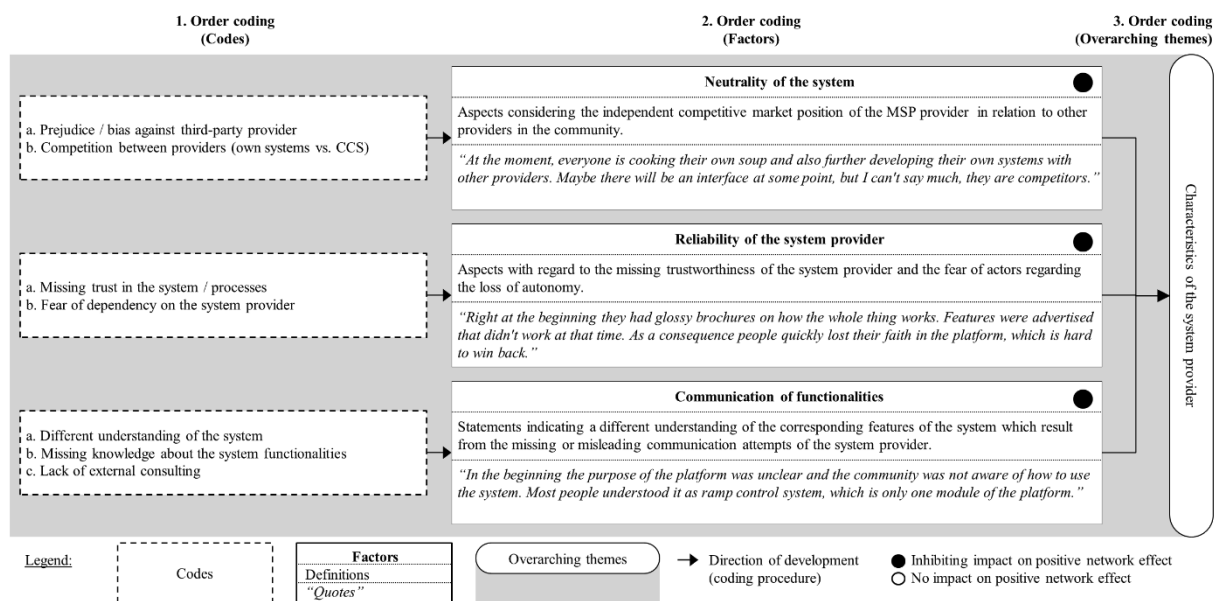 1. Order coding
(Codes)
2. Order coding
(Factors)
3. Order coding
(Overarching themes)
a. Prejudice / bias against third-party provider
b. Competition between providers (own systems vs. CCS)
Neutrality of the system
Aspects considering the independent competitive market position of the MSP provider in relation to other
providers in the community.
“At the moment, everyone is cooking their own soup and also further developing their own systems with
other providers. Maybe there will be an interface at some point, but I can't say much, they are competitors.”
a. Missing trust in the system / processes
b. Fear of dependency on the system provider
Reliability of the system provider
Aspects with regard to the missing trustworthiness of the system provider and the fear of actors regarding
the loss of autonomy.
“Right at the beginning they had glossy brochures on how the whole thing works. Features were advertised
that didn't work at that time. As a consequence people quickly lost their faith in the platform, which is hard
to win back.”
a. Different understanding of the system
b. Missing knowledge about the system functionalities
c. Lack of external consulting
Communication of functionalities
Statements indicating a different understanding of the corresponding features of the system which result
from the missing or misleading communication attempts of the system provider.
“In the beginning the purpose of the platform was unclear and the community was not aware of how to use
the system. Most people understood it as ramp control system, which is only one module of the platform.”
Characteristics of the system provider
Legend:
Codes
Factors
Definitions
“Quotes”
Overarching themes
Direction of development
(coding procedure)
Inhibiting impact on positive network effect
No impact on positive network effect